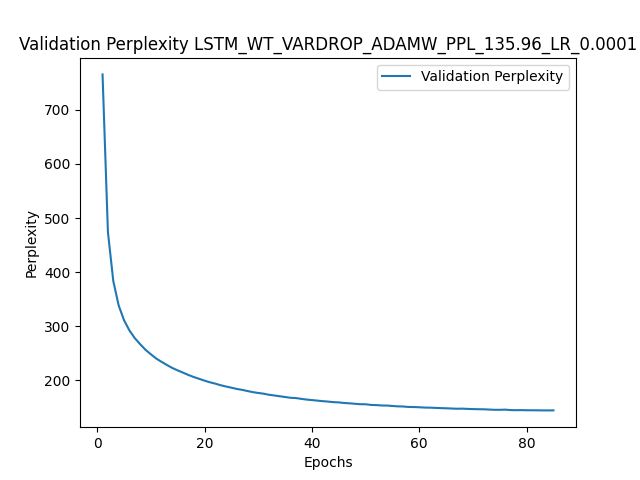 Validation Perplexity LSTM_WT_VARDROP_ADAMW_PPL_135.96_LR_0.0001
Validation Perplexity
700
600
500
400
300
200
Perplexity
0 20 40 60 80
Epochs